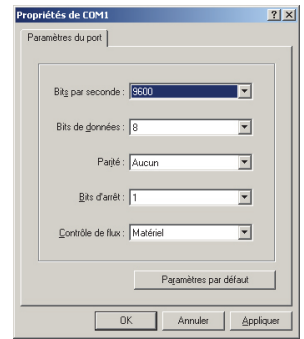 Propriétés de COM1
Paramètres du port
Bits par seconde : 9600
Bits de données : 8
Parité : Aucun
Bits d'arrêt : 1
Contrôle de flux : Matériel
Paramètres par défaut
OK Annuler Appliquer